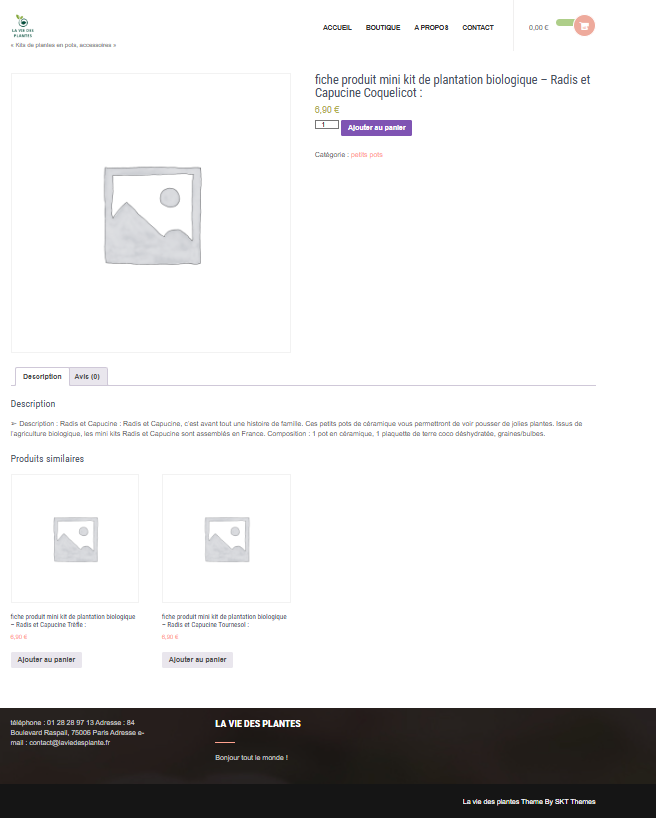 LA VIE DES
PLANTES
« Kits de plantes en pots, accessoires »
ACCUEIL BOUTIQUE A PROPOS CONTACT 0,00 €
fiche produit mini kit de plantation biologique – Radis et
Capucine Coquelicot :
6,90 €
1 Ajouter au panier
Catégorie : petits pots
Description Avis (0)
Description
➢ Description : Radis et Capucine : Radis et Capucine, c'est avant tout une histoire de famille. Ces petits pots de céramique vous permettront de voir pousser de jolies plantes. Issus de
l'agriculture biologique, les mini kits Radis et Capucine sont assemblés en France. Composition : 1 pot en céramique, 1 plaquette de terre coco déshydratée, graines/bulbes.
Produits similaires
fiche produit mini kit de plantation biologique
– Radis et Capucine Trèfle :
6,90 €
Ajouter au panier
fiche produit mini kit de plantation biologique
– Radis et Capucine Tournesol :
6,90 €
Ajouter au panier
téléphone : 01 28 28 97 13 Adresse : 84
Boulevard Raspail, 75006 Paris Adresse e-
mail : contact@laviedesplante.fr
LA VIE DES PLANTES
Bonjour tout le monde !
La vie des plantes Theme By SKT Themes